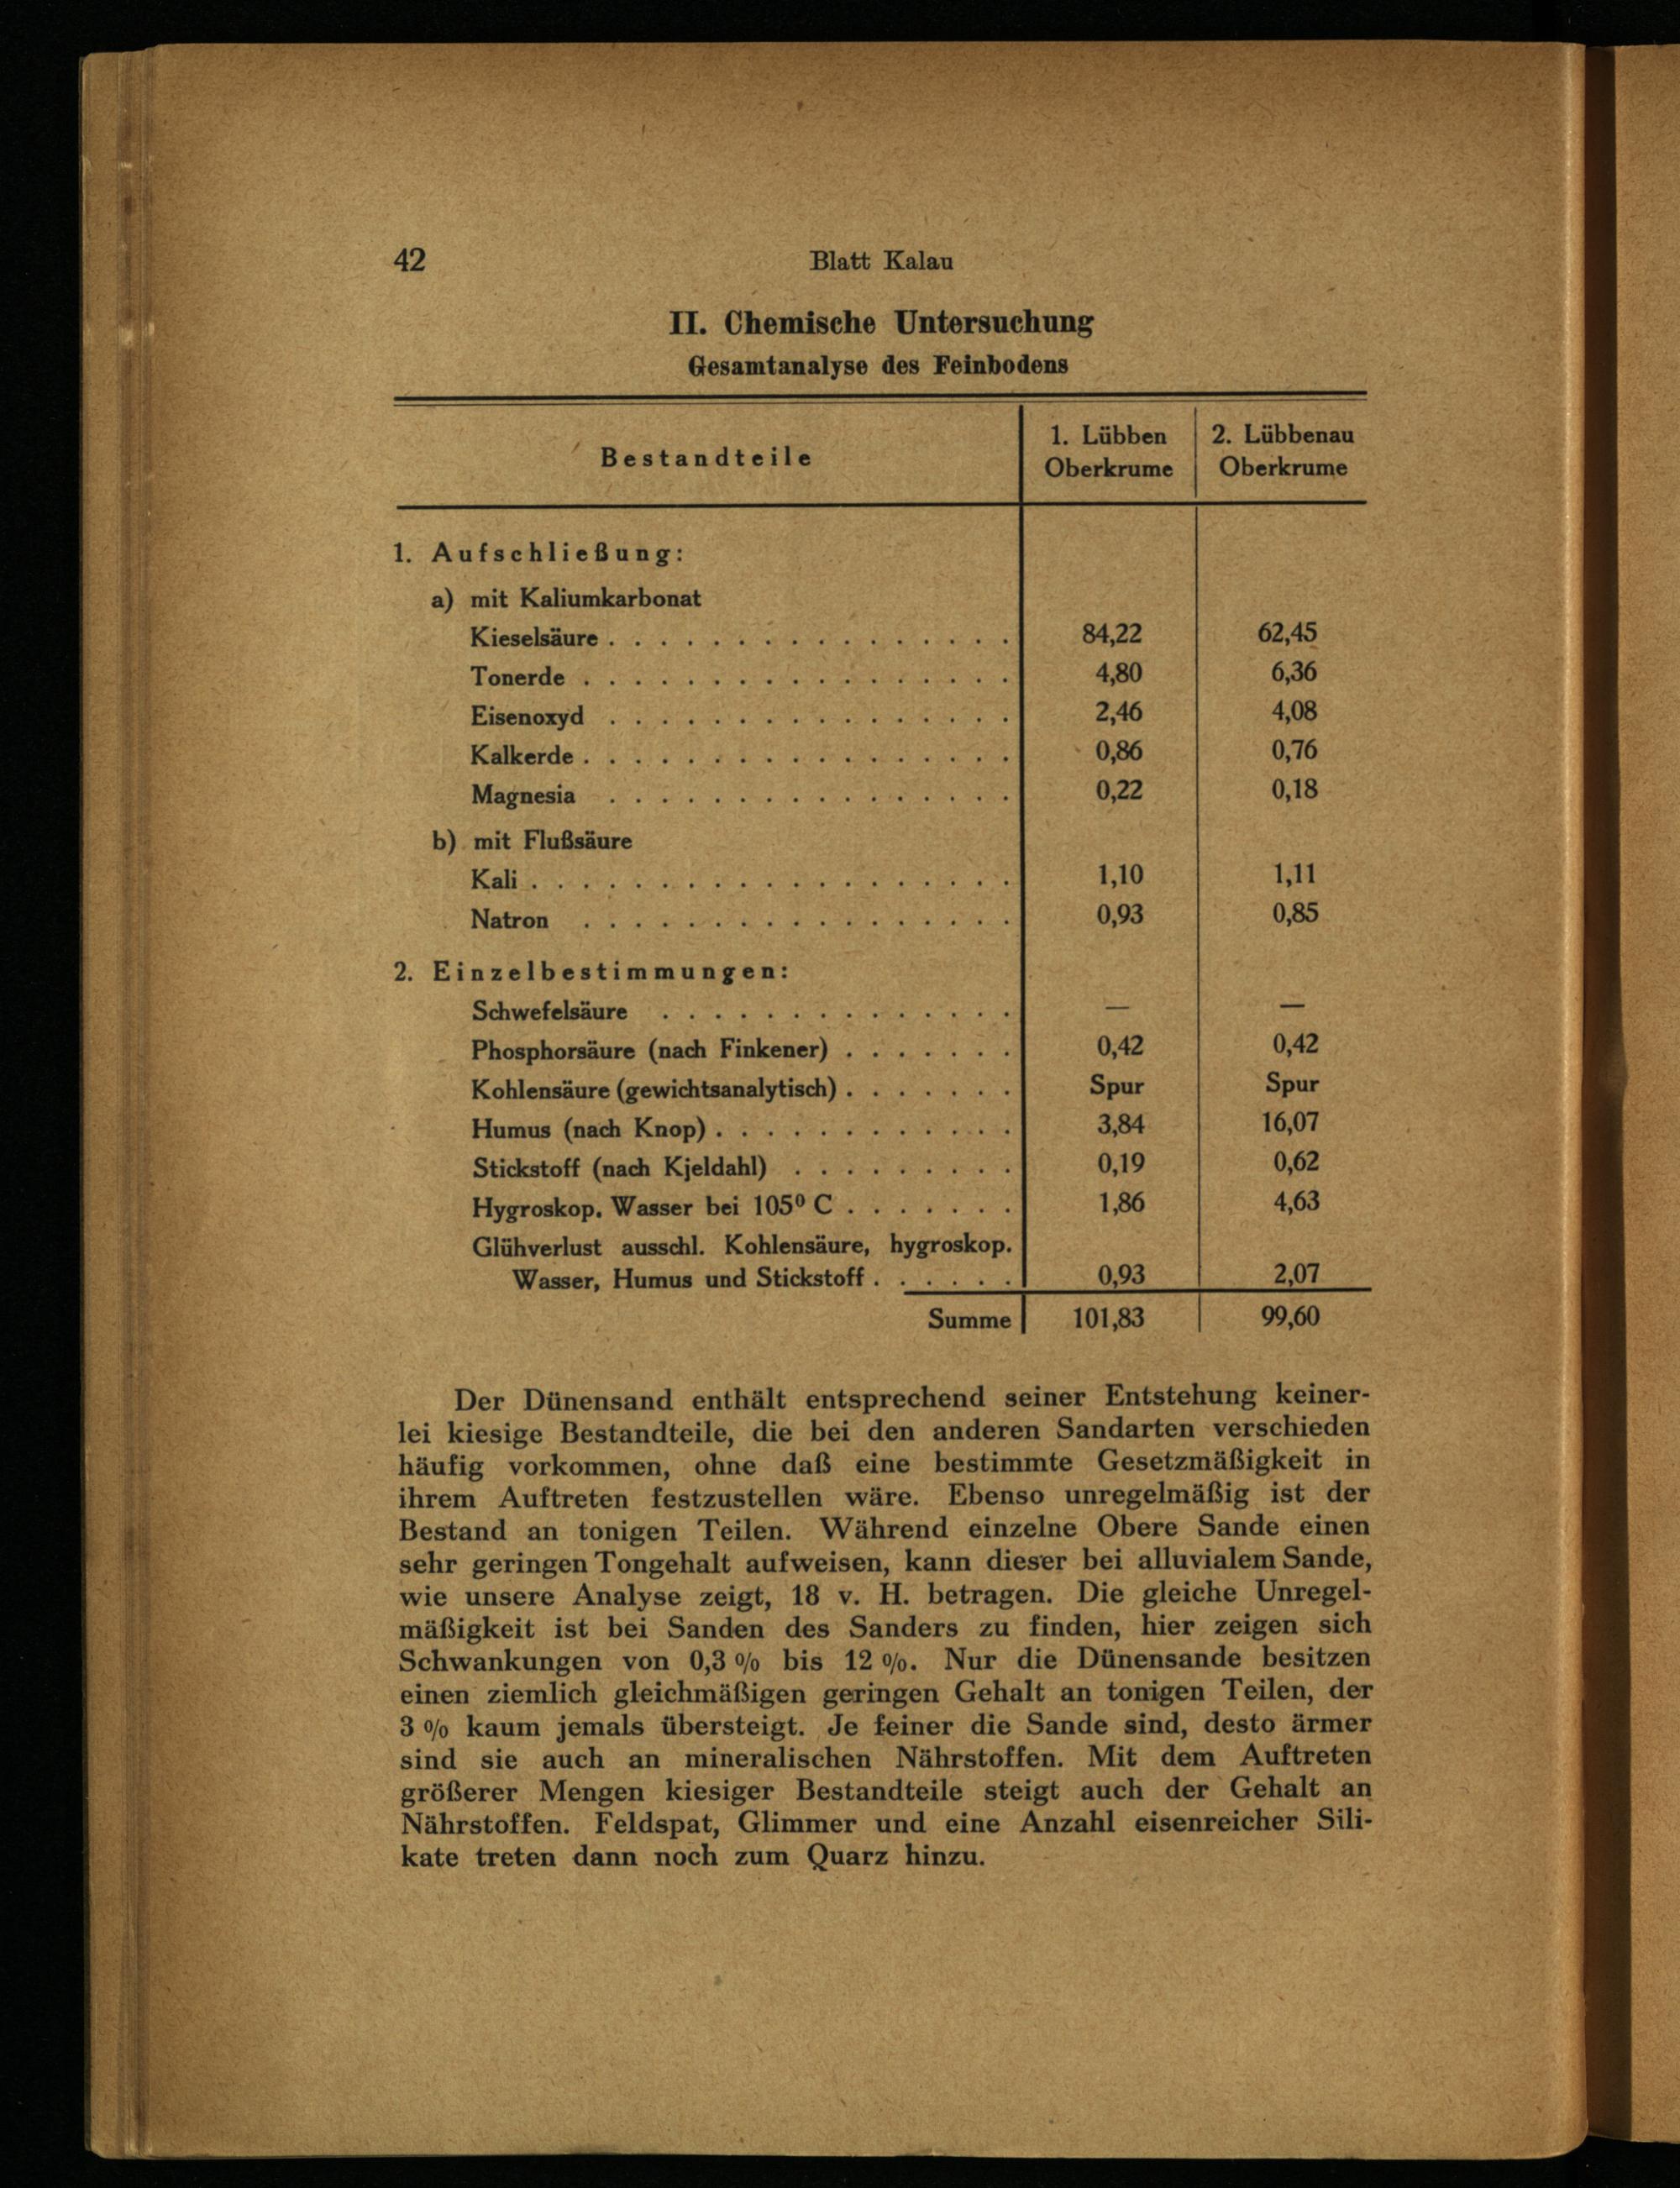 42
Blatt Kalau
II. Chemische Untersuchung
Gesamtanalyse des Feinbodens
Bestandteile 1. Lübben Oberkrume 2. Lübbenau Oberkrume
1. Aufschließung:
a) mit Kaliumkarbonat
Kieselsäure . . . . . . . . . . . . . . . . 84,22 62,45
Tonerde . . . . . . . . . . . . . . . . . 4,80 6,36
Eisenoxyd . . . . . . . . . . . . . . . . 2,46 4,08
Kalkerde . . . . . . . . . . . . . . . . . 0,86 0,76
Magnesia . . . . . . . . . . . . . . . . 0,22 0,18
b) mit Flußsäure
Kali . . . . . . . . . . . . . . . . . . . 1,10 1,11
Natron . . . . . . . . . . . . . . . . . 0,93 0,85
2. Einzelbestimmungen:
Schwefelsäure . . . . . . . . . . . . . . — —
Phosphorsäure (nach Finkener) . . . . . . . 0,42 0,42
Kohlensäure (gewichtsanalytisch) . . . . . . . Spur Spur
Humus (nach Knop) . . . . . . . . . . . . 3,84 16,07
Stickstoff (nach Kjeldahl) . . . . . . . . . 0,19 0,62
Hygroskop. Wasser bei 105⁰ C . . . . . . . 1,86 4,63
Glühverlust ausschl. Kohlensäure, hygroskop.
Wasser, Humus und Stickstoff . . . . . . 0,93 2,07
Summe 101,83 99,60
Der Dünensand enthält entsprechend seiner Entstehung keiner-
lei kiesige Bestandteile, die bei den anderen Sandarten verschieden
häufig vorkommen, ohne daß eine bestimmte Gesetzmäßigkeit in
ihrem Auftreten festzustellen wäre. Ebenso unregelmäßig ist der
Bestand an tonigen Teilen. Während einzelne Obere Sande einen
sehr geringen Tongehalt aufweisen, kann dieser bei alluvialem Sande,
wie unsere Analyse zeigt, 18 v. H. betragen. Die gleiche Unregel-
mäßigkeit ist bei Sanden des Sanders zu finden, hier zeigen sich
Schwankungen von 0,3 % bis 12 %. Nur die Dünensande besitzen
einen ziemlich gleichmäßigen geringen Gehalt an tonigen Teilen, der
3 % kaum jemals übersteigt. Je feiner die Sande sind, desto ärmer
sind sie auch an mineralischen Nährstoffen. Mit dem Auftreten
größerer Mengen kiesiger Bestandteile steigt auch der Gehalt an
Nährstoffen. Feldspat, Glimmer und eine Anzahl eisenreicher Sili-
kate treten dann noch zum Quarz hinzu.